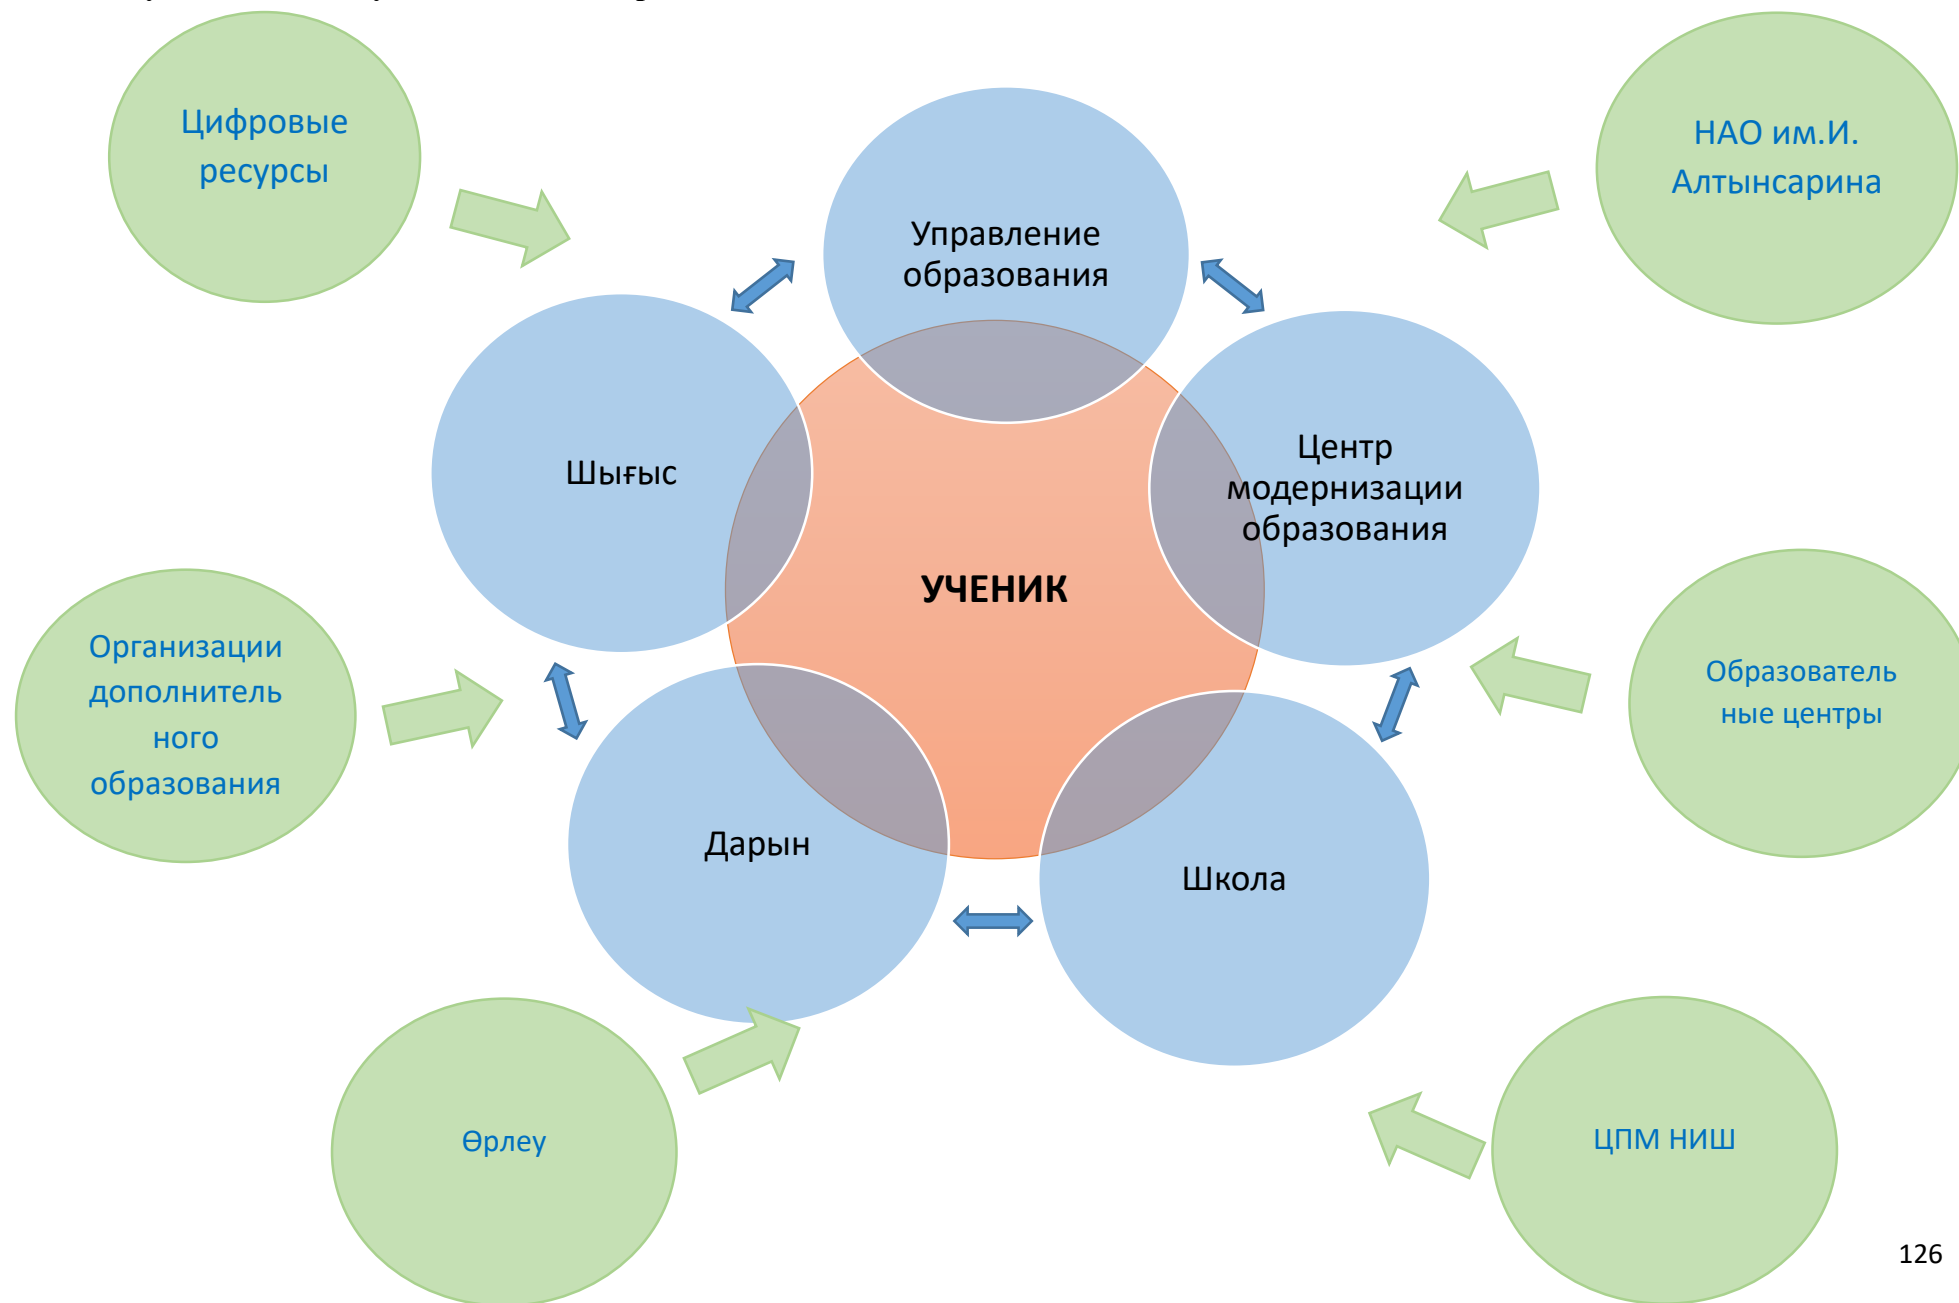 Цифровые
ресурсы
НАО им.И.
Алтынсарина
Управление
образования
Шығыс
Центр
модернизации
образования
УЧЕНИК
Организации
дополнитель
ного
образования
Образователь
ные центры
Дарын
Школа
Өрлеу
ЦПМ НИШ
126